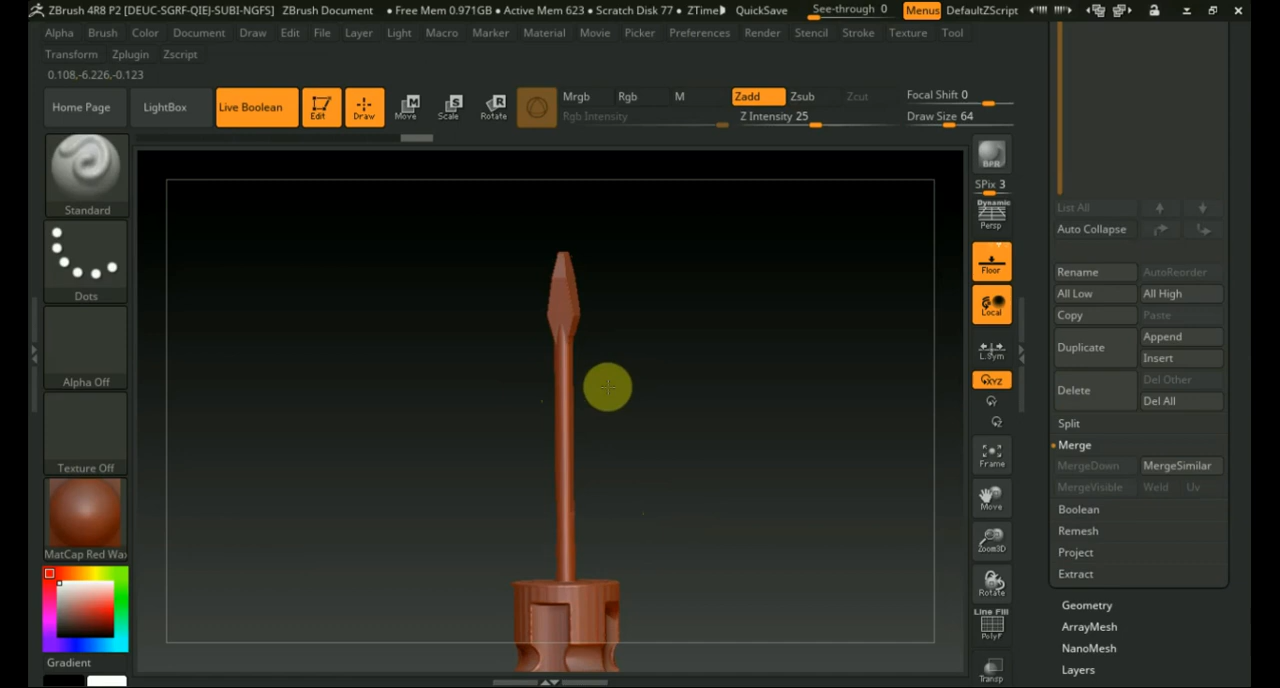 ZBrush 4R8 P2 [DEUC-SGRF-QIEJ-SUBI-NGFS] ZBrush Document • Free Mem 0.971GB • Active Mem 623 • Scratch Disk 77 • ZTime▶ QuickSave See-through 0 Menus DefaultZScript
Alpha Brush Color Document Draw Edit File Layer Light Macro Marker Material Movie Picker Preferences Render Stencil Stroke Texture Tool
Transform Zplugin Zscript
0.108,-6.226,-0.123
Home Page LightBox Live Boolean Edit Draw Move Scale Rotate
Mrgb Rgb M Zadd Zsub Zcut Focal Shift 0
Rgb Intensity Z Intensity 25 Draw Size 64
Standard
Dots
Alpha Off
Texture Off
MatCap Red Wax
Gradient
BPR
SPix 3
Dynamic
Persp
Floor
Local
L.Sym
XYZ
Y
Z
Frame
Move
Zoom3D
Rotate
Line Fill
PolyF
Transp
List All
Auto Collapse
Rename AutoReorder
All Low All High
Copy Paste
Duplicate Append
Insert
Delete Del Other
Del All
Split
Merge
MergeDown MergeSimilar
MergeVisible Weld Uv
Boolean
Remesh
Project
Extract
Geometry
ArrayMesh
NanoMesh
Layers